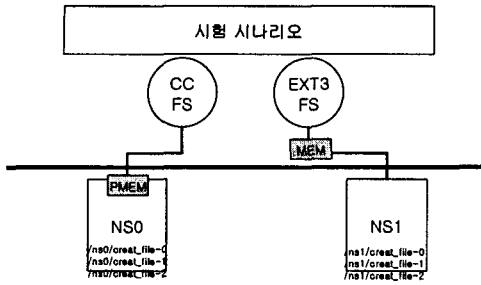 시험 시나리오
CC
FS
EXT3
FS
MEM
PMEM
NS0
NS1
/ns0/creat_file-0
/ns0/creat_file-1
/ns0/creat_file-2
/ns1/creat_file-0
/ns1/creat_file-1
/ns1/creat_file-2